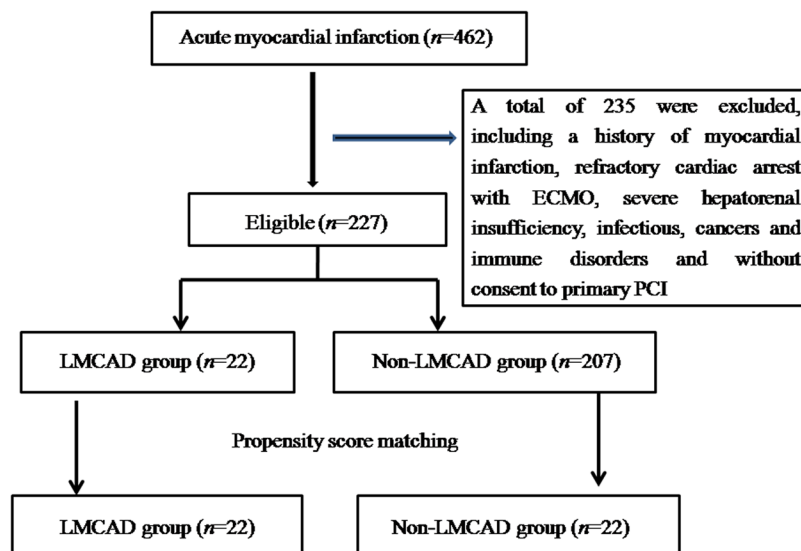 Acute myocardial infarction (n=462)
A total of 235 were excluded,
including a history of myocardial
infarction, refractory cardiac arrest
with ECMO, severe hepatorenal
insufficiency, infectious, cancers and
immune disorders and without
consent to primary PCI
Eligible (n=227)
LMCAD group (n=22)
Non-LMCAD group (n=207)
Propensity score matching
LMCAD group (n=22)
Non-LMCAD group (n=22)